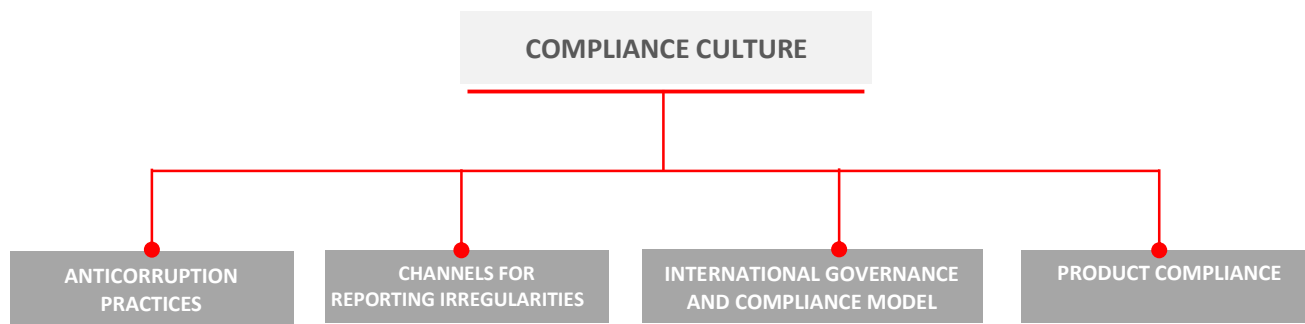 COMPLIANCE CULTURE
ANTICORRUPTION
PRACTICES
CHANNELS FOR
REPORTING IRREGULARITIES
INTERNATIONAL GOVERNANCE
AND COMPLIANCE MODEL
PRODUCT COMPLIANCE